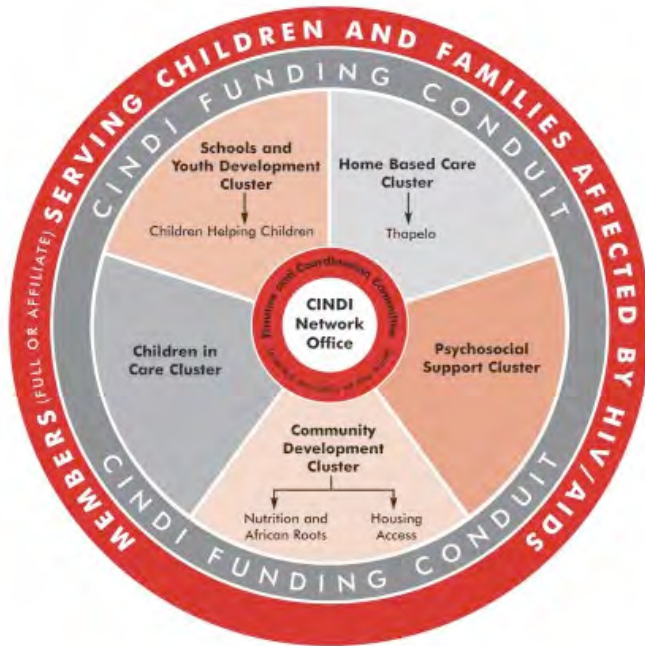 MEMBERS (FULL OR AFFILIATE) SERVING CHILDREN AND FAMILIES AFFECTED BY HIV/AIDS
CINDI FUNDING CONDUIT
Schools and
Youth Development
Cluster
Children Helping Children
Home Based Care
Cluster
Thapelo
and Coordinating Committee
CINDI
Network
Office
Children in
Care Cluster
Psychosocial
Support Cluster
Community
Development
Cluster
Nutrition and
African Roots
Housing
Access
CINDI FUNDING CONDUIT